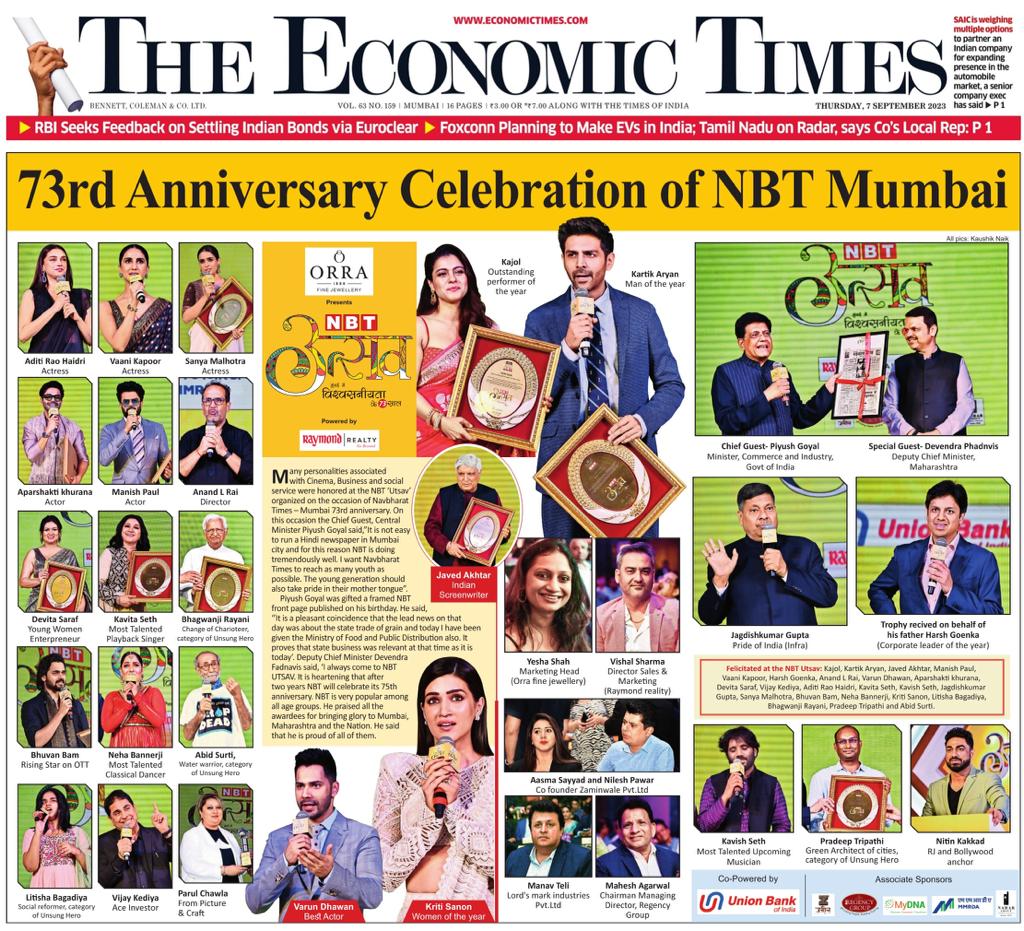 www.economictimes.com
THE ECONOMIC TIMES
SAIC is weighing
multiple options
to partner an
Indian company
for expanding
presence in the
automobile
market, a senior
company exec
has said ▶ P 1
BENNETT, COLEMAN & CO. LTD.
VOL. 63 NO. 159 | MUMBAI | 16 PAGES | ₹3.00 OR *₹7.00 ALONG WITH THE TIMES OF INDIA
THURSDAY, 7 SEPTEMBER 2023
▶ RBI Seeks Feedback on Settling Indian Bonds via Euroclear ▶ Foxconn Planning to Make EVs in India; Tamil Nadu on Radar, says Co's Local Rep: P 1
73rd Anniversary Celebration of NBT Mumbai
All pics: Kaushik Naik
Aditi Rao Haidri
Actress
Vaani Kapoor
Actress
Sanya Malhotra
Actress
Aparshakti khurana
Actor
Manish Paul
Actor
Anand L Rai
Director
Devita Saraf
Young Women
Enterpreneur
Kavita Seth
Most Talented
Playback Singer
Bhagwanji Rayani
Change of Charioteer,
category of Unsung Hero
Bhuvan Bam
Rising Star on OTT
Neha Bannerji
Most Talented
Classical Dancer
DEAD
Abid Surti,
Water warrior, category
of Unsung Hero
Litisha Bagadiya
Social reformer, category
of Unsung Hero
Vijay Kediya
Ace Investor
NBT
Parul Chawla
From Picture
& Craft
ORRA
FINE JEWELLERY
Presents
NBT
उत्सव
मुंबई में
विश्वसनीयता
के 73 साल
Powered by
Raymond | REALTY
Go Beyond
Many personalities associated
with Cinema, Business and social
service were honored at the NBT 'Utsav'
organized on the occasion of Navbharat
Times – Mumbai 73rd anniversary. On
this occasion the Chief Guest, Central
Minister Piyush Goyal said,"It is not easy
to run a Hindi newspaper in Mumbai
city and for this reason NBT is doing
tremendously well. I want Navbharat
Times to reach as many youth as
possible. The young generation should
also take pride in their mother tongue".
Piyush Goyal was gifted a framed NBT
front page published on his birthday. He said,
"It is a pleasant coincidence that the lead news on that
day was about the state trade of grain and today I have been
given the Ministry of Food and Public Distribution also. It
proves that state business was relevant at that time as it is
today'. Deputy Chief Minister Devendra
Fadnavis said, 'I always come to NBT
UTSAV. It is heartening that after
two years NBT will celebrate its 75th
anniversary. NBT is very popular among
all age groups. He praised all the
awardees for bringing glory to Mumbai,
Maharashtra and the Nation. He said
that he is proud of all of them.
Varun Dhawan
Best Actor
Kriti Sanon
Women of the year
Kajol
Outstanding
performer of
the year
Kartik Aryan
Man of the year
Javed Akhtar
Indian
Screenwriter
Yesha Shah
Marketing Head
(Orra fine jewellery)
Vishal Sharma
Director Sales &
Marketing
(Raymond reality)
Aasma Sayyad and Nilesh Pawar
Co founder Zaminwale Pvt.Ltd
Manav Teli
Lord's mark industries
Pvt.Ltd
Mahesh Agarwal
Chairman Managing
Director, Regency
Group
NBT
उत्सव
मुंबई में
विश्वसनीयता
Chief Guest- Piyush Goyal
Minister, Commerce and Industry,
Govt of India
Special Guest- Devendra Phadnvis
Deputy Chief Minister,
Maharashtra
Jagdishkumar Gupta
Pride of India (Infra)
Union Bank
Trophy recived on behalf of
his father Harsh Goenka
(Corporate leader of the year)
Felicitated at the NBT Utsav: Kajol, Kartik Aryan, Javed Akhtar, Manish Paul,
Vaani Kapoor, Harsh Goenka, Anand L Rai, Varun Dhawan, Aparshakti khurana,
Devita Saraf, Vijay Kediya, Aditi Rao Haidri, Kavita Seth, Kavish Seth, Jagdishkumar
Gupta, Sanya Malhotra, Bhuvan Bam, Neha Bannerji, Kriti Sanon, Litisha Bagadiya,
Bhagwanji Rayani, Pradeep Tripathi and Abid Surti.
Kavish Seth
Most Talented Upcoming
Musician
Pradeep Tripathi
Green Architect of cities,
category of Unsung Hero
Nitin Kakkad
RJ and Bollywood
anchor
Co-Powered by
Union Bank
of India
Associate Sponsors
REGENCY
GROUP
MyDNA
एम एम आर डी ए
MMRDA